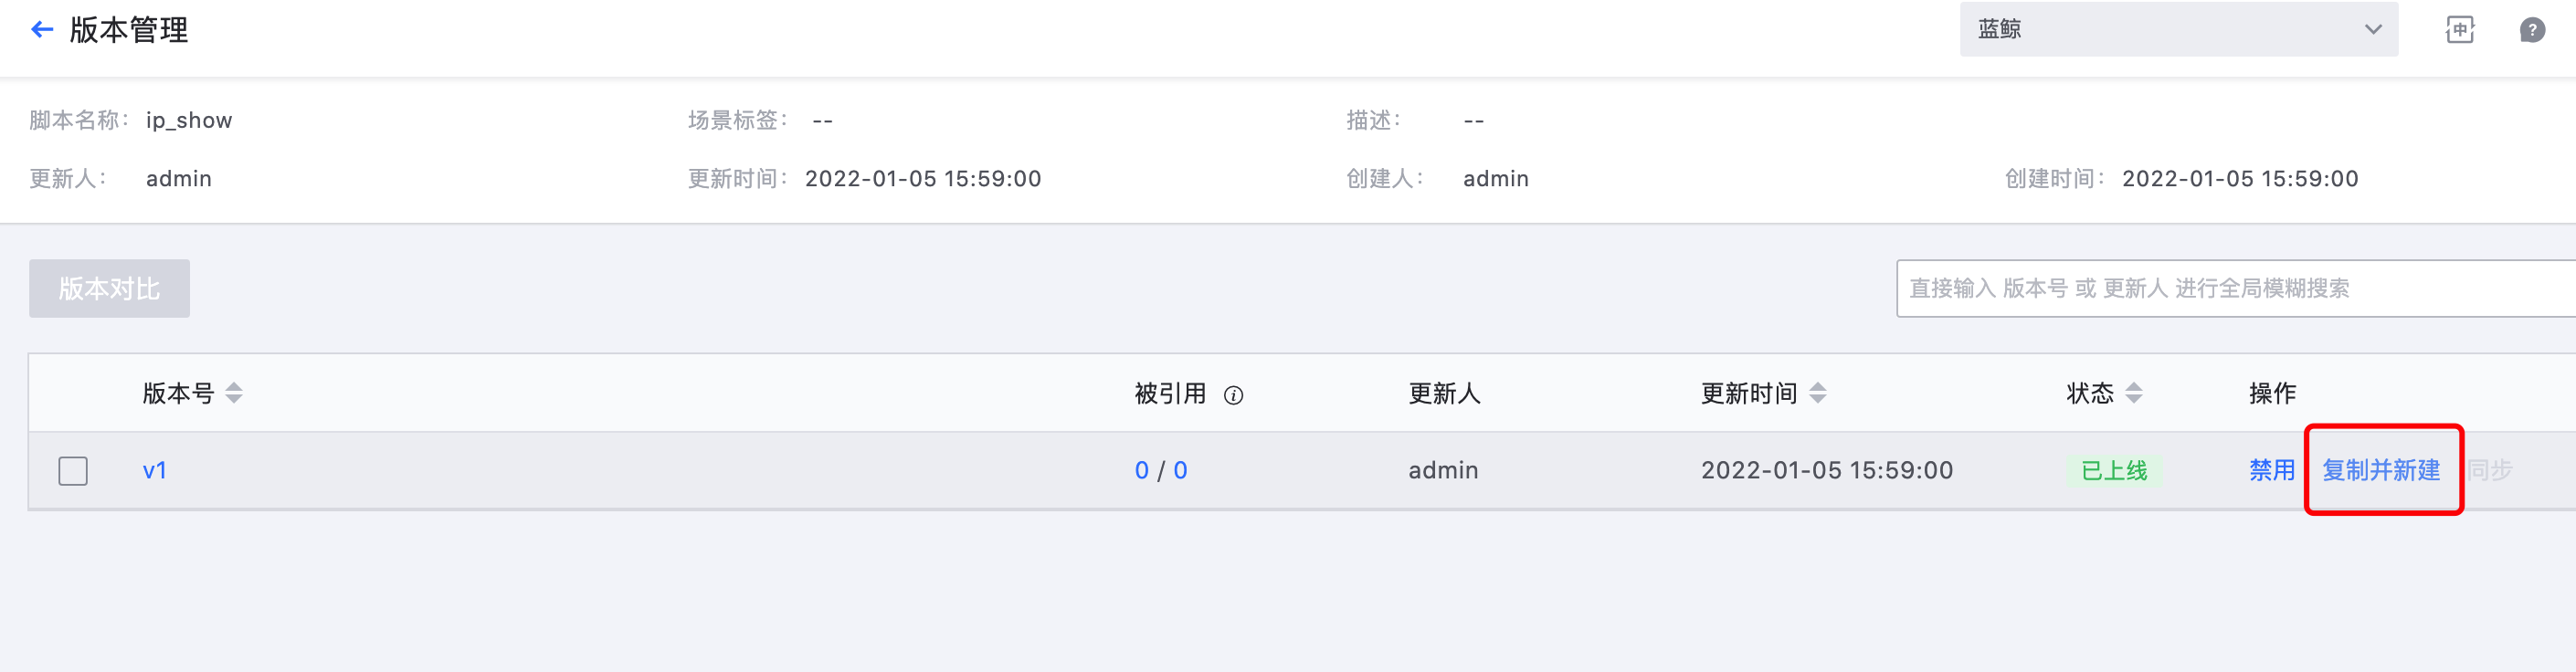 版本管理
蓝鲸
中
?
脚本名称： ip_show 场景标签： -- 描述： --
更新人： admin 更新时间： 2022-01-05 15:59:00 创建人： admin 创建时间： 2022-01-05 15:59:00
版本对比
直接输入 版本号 或 更新人 进行全局模糊搜索
版本号 被引用 更新人 更新时间 状态 操作
v1 0 / 0 admin 2022-01-05 15:59:00 已上线 禁用 复制并新建 同步